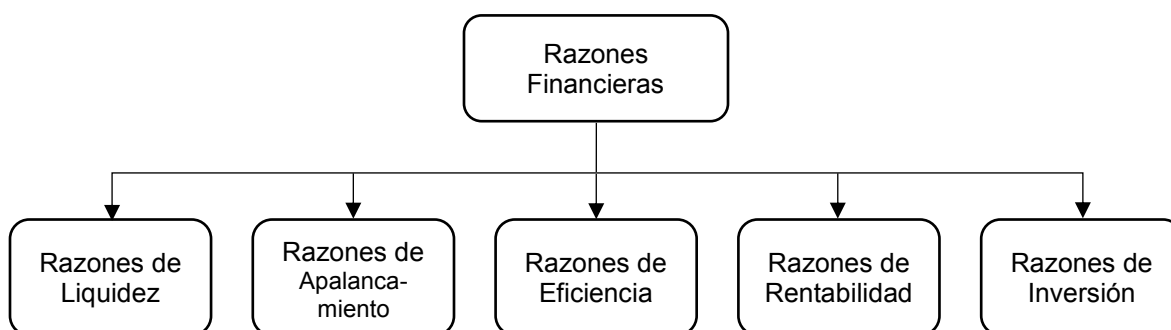 Razones
Financieras
Razones de
Liquidez
Razones de
Apalanca-
miento
Razones de
Eficiencia
Razones de
Rentabilidad
Razones de
Inversión